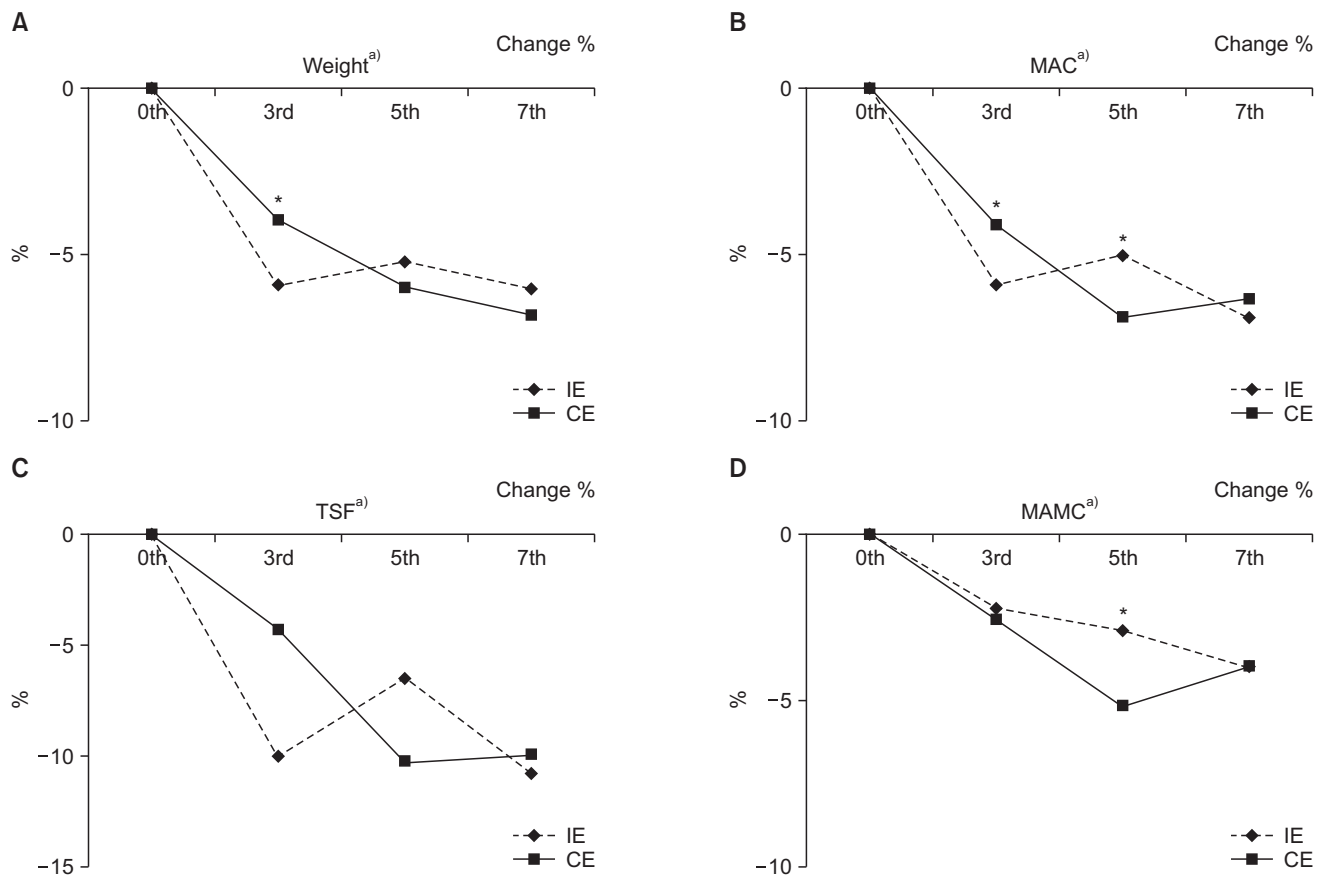 A
Change %
Weight a)
0
0th 3rd 5th 7th
*
%
−5
IE
CE
−10
B
Change %
MAC a)
0
0th 3rd 5th 7th
*
*
%
−5
IE
CE
−10
C
Change %
TSF a)
0
0th 3rd 5th 7th
−5
%
−10
IE
CE
−15
D
Change %
MAMC a)
0
0th 3rd 5th 7th
*
%
−5
IE
CE
−10